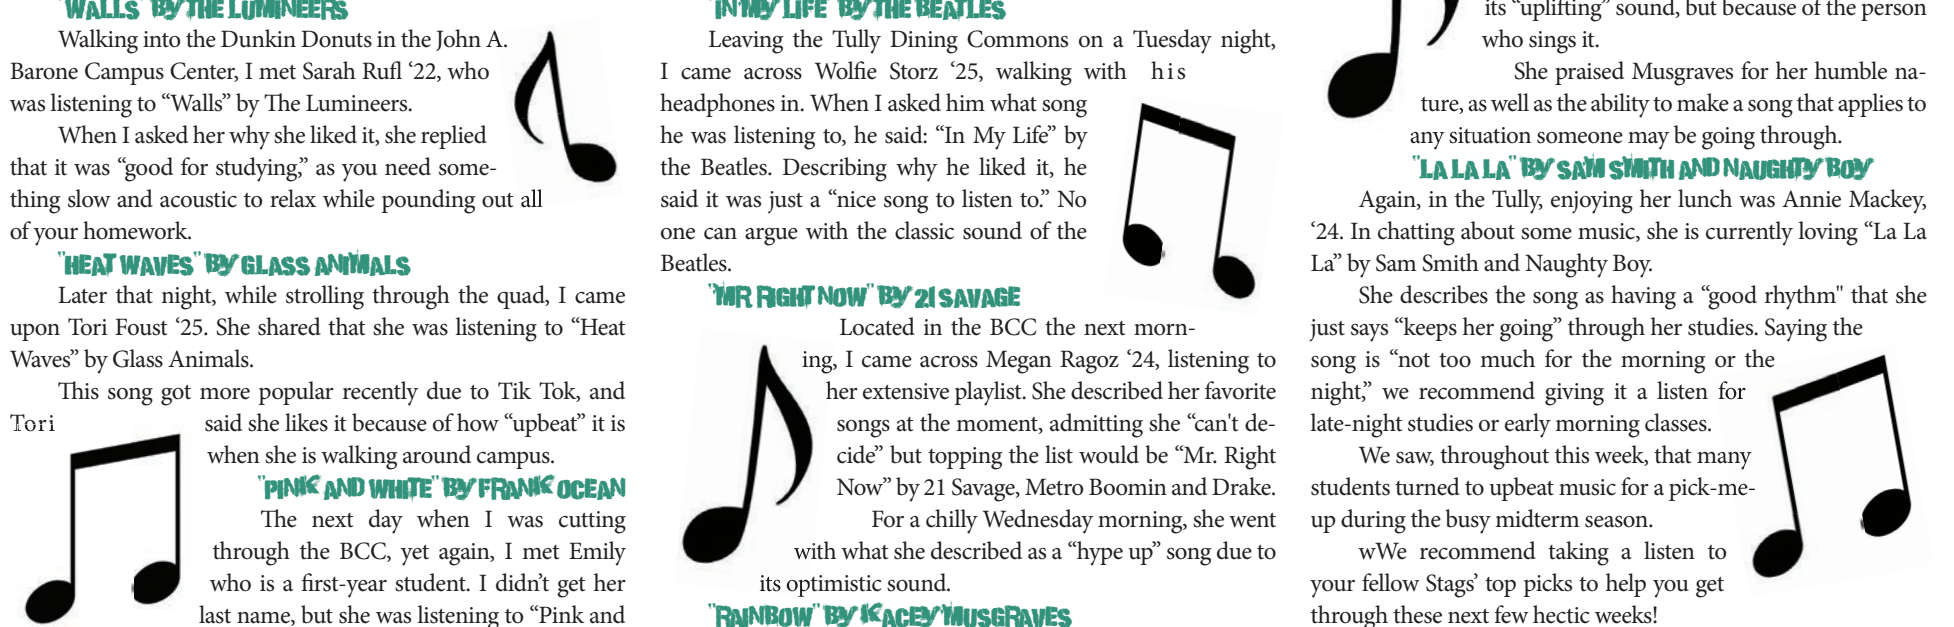 "WALLS" BY THE LUMINEERS
Walking into the Dunkin Donuts in the John A.
Barone Campus Center, I met Sarah Rufl ‘22, who
was listening to “Walls” by The Lumineers.
When I asked her why she liked it, she replied
that it was “good for studying,” as you need some-
thing slow and acoustic to relax while pounding out all
of your homework.
"HEAT WAVES" BY GLASS ANIMALS
Later that night, while strolling through the quad, I came
upon Tori Foust ‘25. She shared that she was listening to “Heat
Waves” by Glass Animals.
This song got more popular recently due to Tik Tok, and
Tori said she likes it because of how “upbeat” it is
when she is walking around campus.
"PINK AND WHITE" BY FRANK OCEAN
The next day when I was cutting
through the BCC, yet again, I met Emily
who is a first-year student. I didn’t get her
last name, but she was listening to “Pink and
"IN MY LIFE" BY THE BEATLES
Leaving the Tully Dining Commons on a Tuesday night,
I came across Wolfie Storz ‘25, walking with his
headphones in. When I asked him what song
he was listening to, he said: “In My Life” by
the Beatles. Describing why he liked it, he
said it was just a “nice song to listen to.” No
one can argue with the classic sound of the
Beatles.
"MR RIGHT NOW" BY 21 SAVAGE
Located in the BCC the next morn-
ing, I came across Megan Ragoz ‘24, listening to
her extensive playlist. She described her favorite
songs at the moment, admitting she “can't de-
cide” but topping the list would be “Mr. Right
Now” by 21 Savage, Metro Boomin and Drake.
For a chilly Wednesday morning, she went
with what she described as a “hype up” song due to
its optimistic sound.
"RAINBOW" BY KACEY MUSGRAVES
its “uplifting” sound, but because of the person
who sings it.
She praised Musgraves for her humble na-
ture, as well as the ability to make a song that applies to
any situation someone may be going through.
"LA LA LA" BY SAM SMITH AND NAUGHTY BOY
Again, in the Tully, enjoying her lunch was Annie Mackey,
‘24. In chatting about some music, she is currently loving “La La
La” by Sam Smith and Naughty Boy.
She describes the song as having a “good rhythm" that she
just says “keeps her going” through her studies. Saying the
song is “not too much for the morning or the
night,” we recommend giving it a listen for
late-night studies or early morning classes.
We saw, throughout this week, that many
students turned to upbeat music for a pick-me-
up during the busy midterm season.
wWe recommend taking a listen to
your fellow Stags’ top picks to help you get
through these next few hectic weeks!